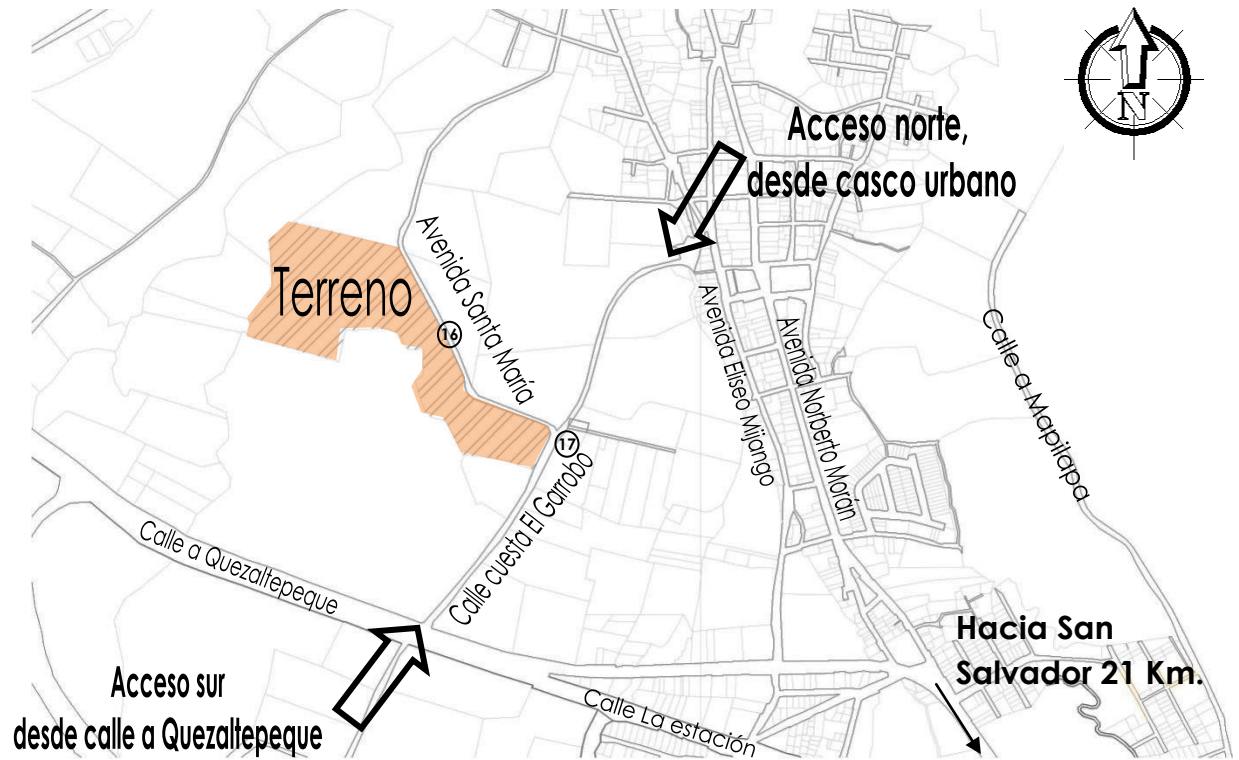 N
Acceso norte,
desde casco urbano
Avenida Santa María
Terreno
16
17
Avenida Eliseo Mijango
Avenida Norberto Morán
Calle a Mapilapa
Calle cuesta El Garrobo
Calle a Quezaltepeque
Hacia San
Salvador 21 Km.
Acceso sur
desde calle a Quezaltepeque
Calle La estación